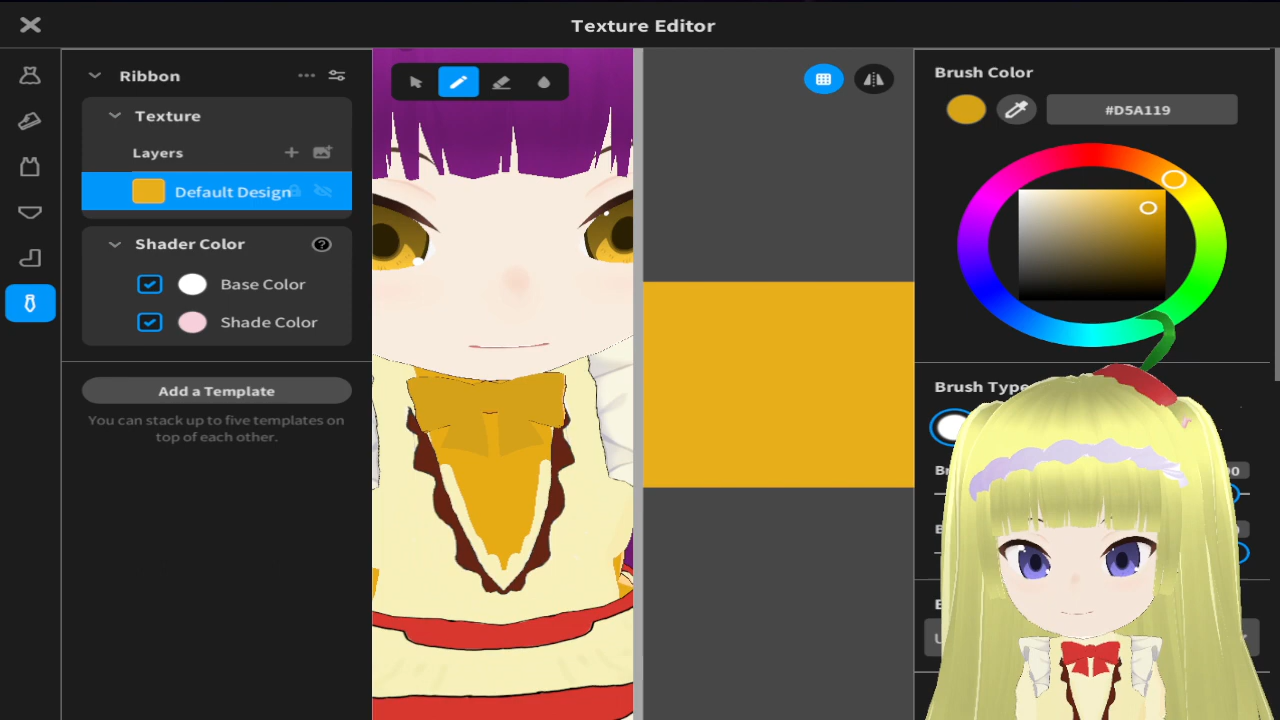 Texture Editor
Ribbon
Texture
Layers
Default Design
Shader Color
?
Base Color
Shade Color
Add a Template
You can stack up to five templates on
top of each other.
Brush Color
#D5A119
Brush Type